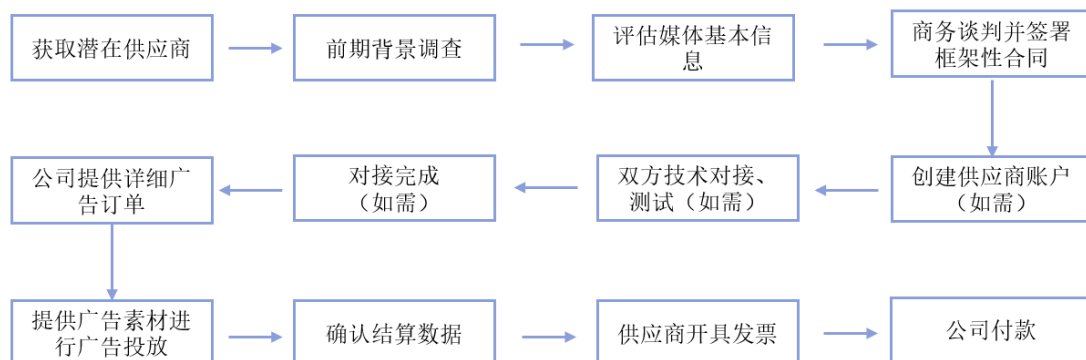 获取潜在供应商
前期背景调查
评估媒体基本信
息
商务谈判并签署
框架性合同
创建供应商账户
（如需）
双方技术对接、
测试（如需）
对接完成
（如需）
公司提供详细广
告订单
提供广告素材进
行广告投放
确认结算数据
供应商开具发票
公司付款